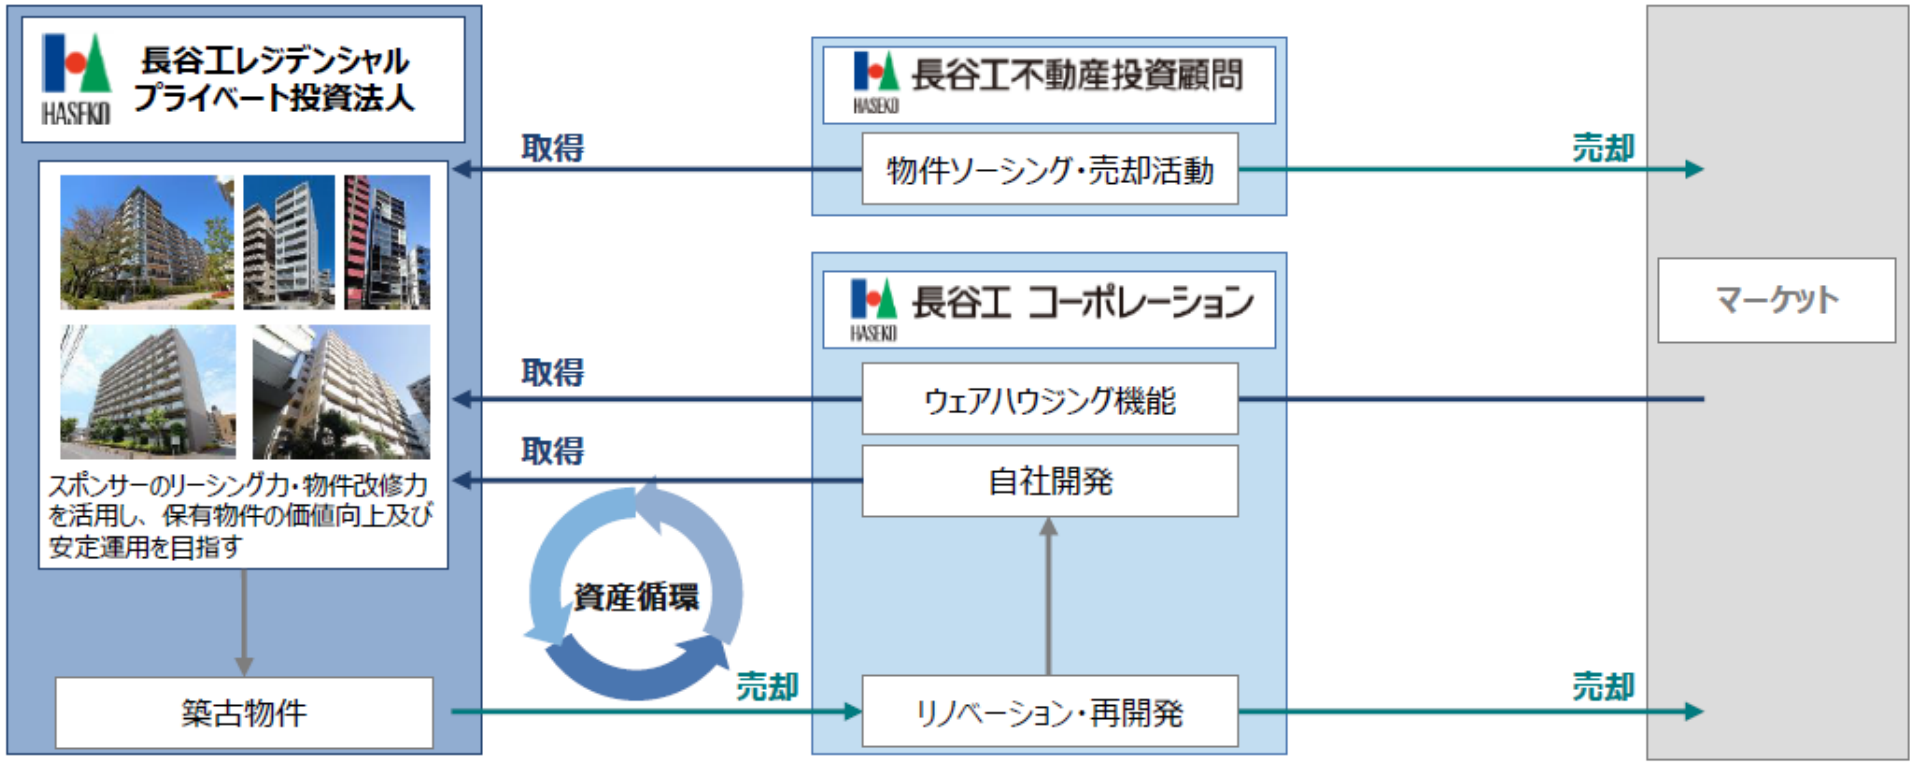 HASEKO
長谷工レジデンシャル
プライベート投資法人
スポンサーのリーシング力・物件改修力
を活用し、保有物件の価値向上及び
安定運用を目指す
築古物件
取得
取得
取得
資産循環
売却
HASEKO
長谷工不動産投資顧問
物件ソーシング・売却活動
HASEKO
長谷工 コーポレーション
ウェアハウジング機能
自社開発
リノベーション・再開発
売却
売却
マーケット